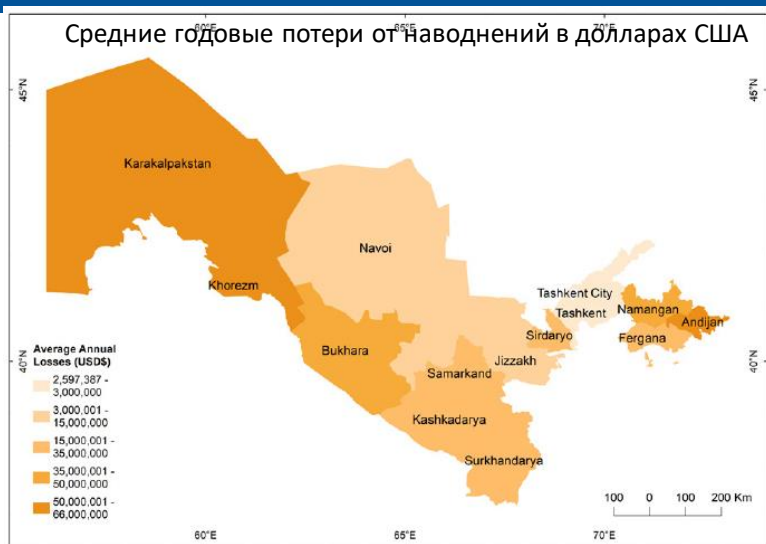 Средние годовые потери от наводнений в долларах США
60°E
65°E
70°E
45°N
45°N
Karakalpakstan
Navoi
Khorezm
Tashkent City
Tashkent
Namangan
Andijan
Sirdaryo
Fergana
Bukhara
Jizzakh
Samarkand
Kashkadarya
Surkhandarya
40°N
40°N
Average Annual
Losses (USD$)
2,597,387 -
3,000,000
3,000,001 -
15,000,000
15,000,001 -
35,000,000
35,000,001 -
50,000,000
50,000,001 -
66,000,000
100 0 100 200 Km
60°E
65°E
70°E